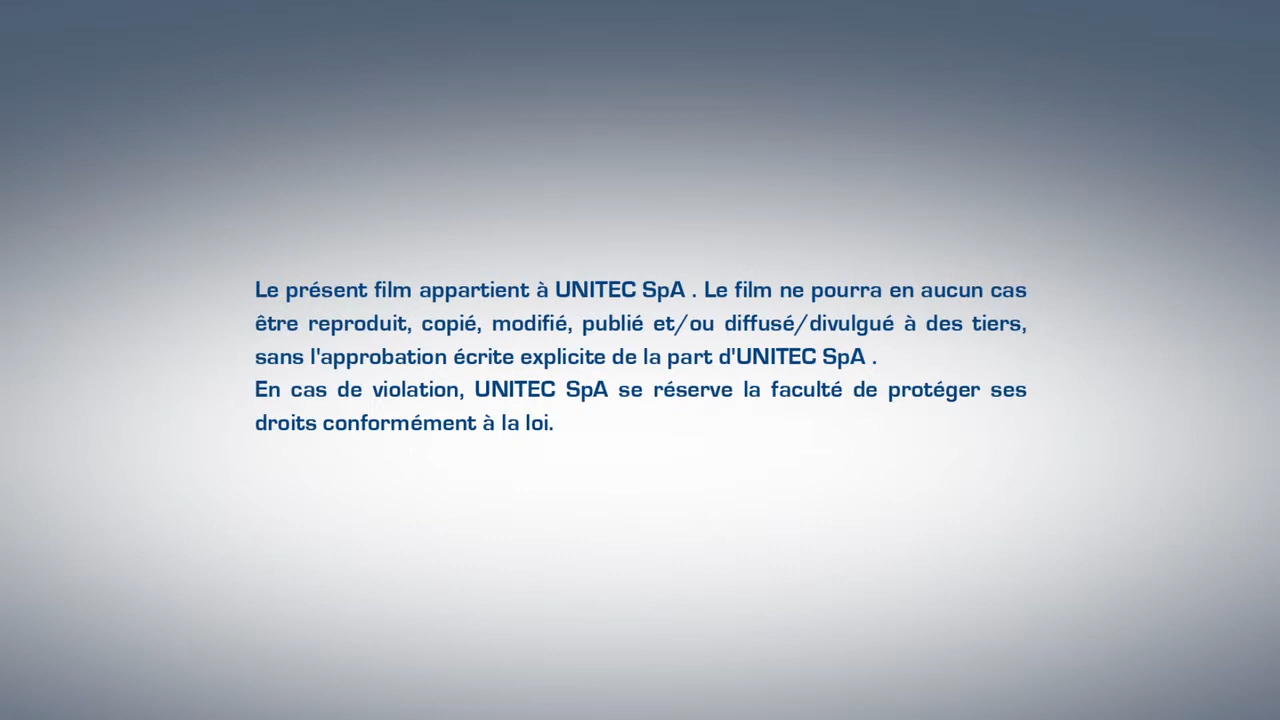 Le présent film appartient à UNITEC SpA . Le film ne pourra en aucun cas
être reproduit, copié, modifié, publié et/ou diffusé/divulgué à des tiers,
sans l'approbation écrite explicite de la part d'UNITEC SpA .
En cas de violation, UNITEC SpA se réserve la faculté de protéger ses
droits conformément à la loi.